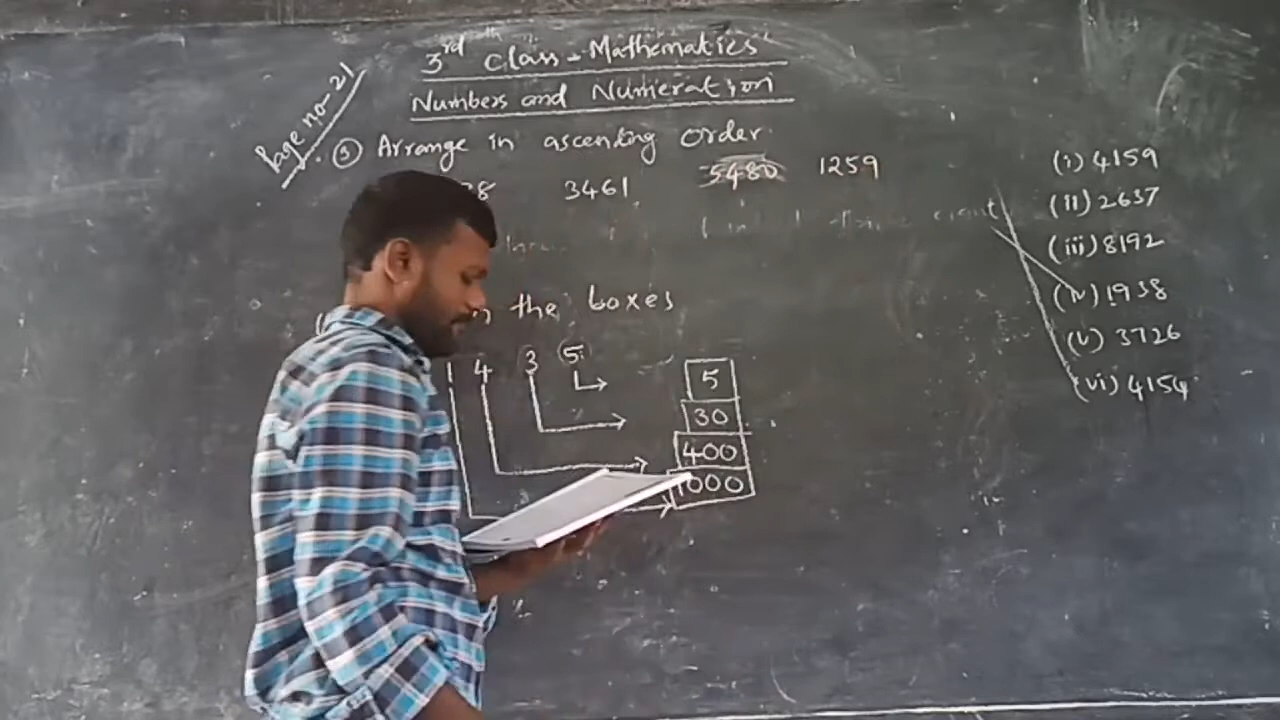 3rd Class - Mathematics
Numbers and Numeration
Page no- 21
③ Arrange in ascending order.
3461 5480 1259
the boxes
1 4 3 5
5
30
400
1000
(i) 4159
(ii) 2637
(iii) 8192
(iv) 1938
(v) 3726
(vi) 4154